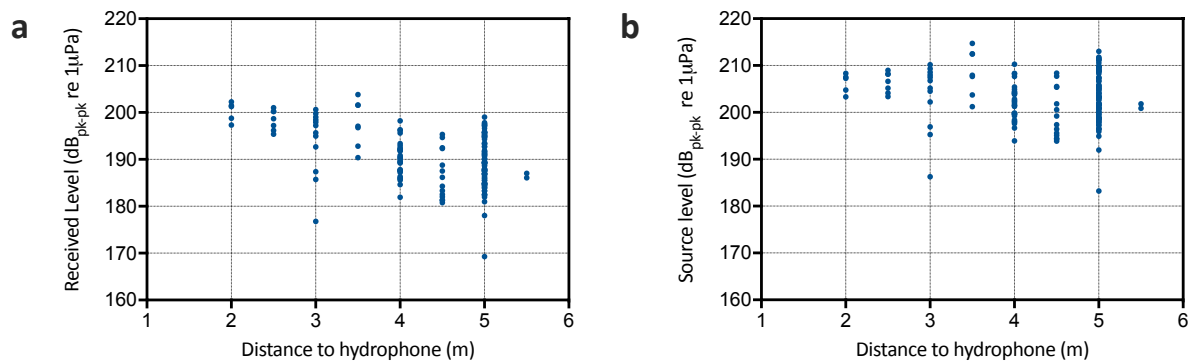 a
Received Level (dBpk-pk re 1μPa)
220
210
200
190
180
170
160
1 2 3 4 5 6
Distance to hydrophone (m)
b
Source level (dBpk-pk re 1μPa)
220
210
200
190
180
170
160
1 2 3 4 5 6
Distance to hydrophone (m)